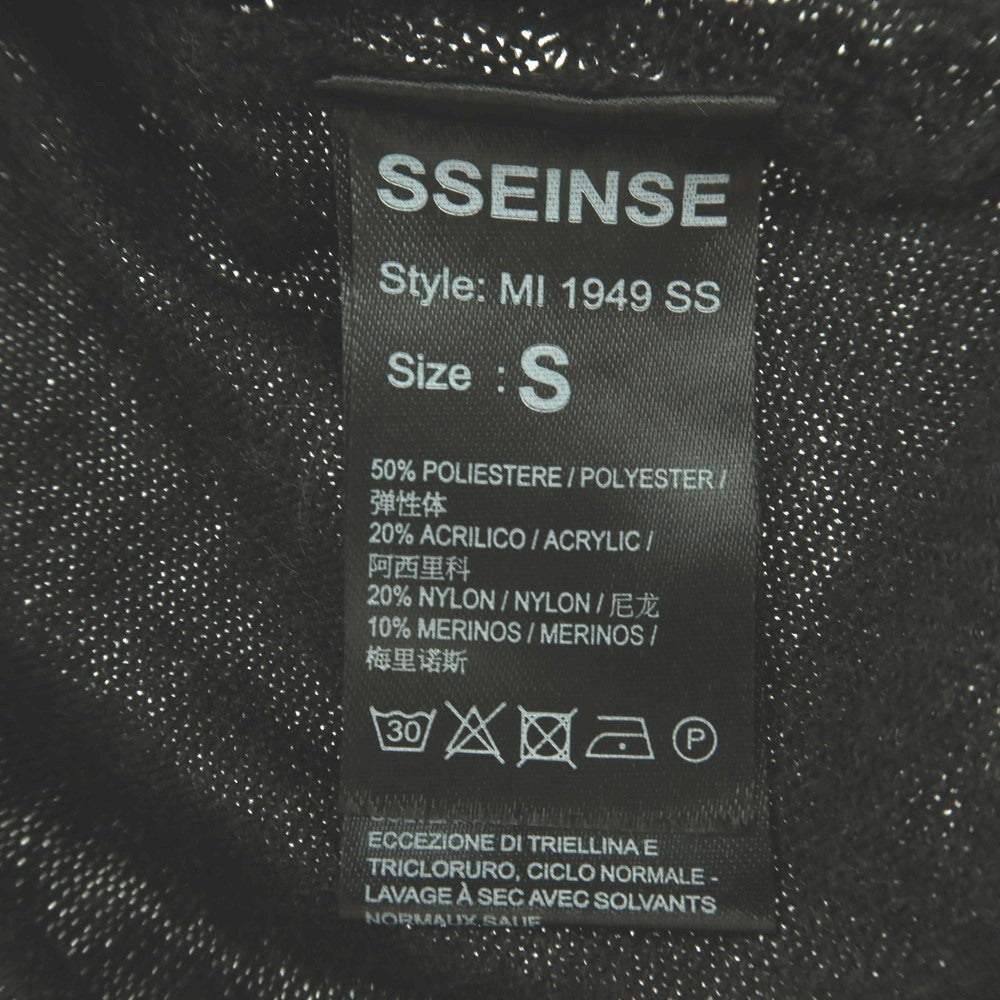 SSEINSE
Style: MI 1949 SS
Size : S
50% POLIESTERE / POLYESTER /
弹性体
20% ACRILICO / ACRYLIC /
阿西里科
20% NYLON / NYLON / 尼龙
10% MERINOS / MERINOS /
梅里诺斯
30 P
ECCEZIONE DI TRIELLINA E
TRICLORURO, CICLO NORMALE -
LAVAGE À SEC AVEC SOLVANTS
NORMAUX SAUF